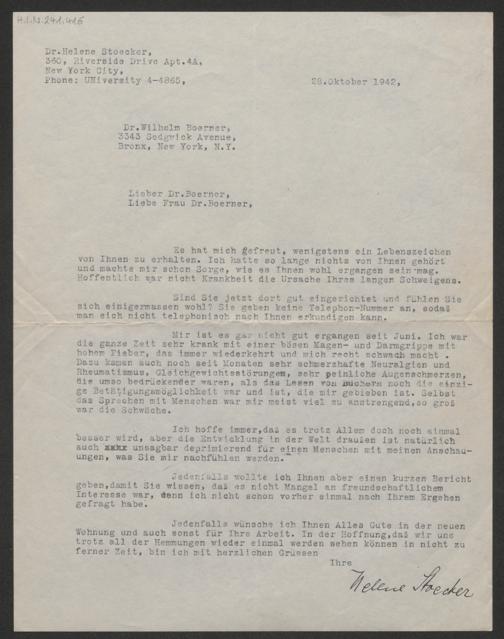 H.I.N. 241.416
Dr.Helene Stoecker,
360, Riverside Drive Apt.4A,
New York City,
Phone: UNiversity 4-4865,
28.Oktober 1942,
Dr.Wilhelm Boerner,
3343 Sedgwick Avenue,
Bronx, New York, N.Y.
Lieber Dr.Boerner,
Liebe Frau Dr.Boerner,
Es hat mich gefreut, wenigstens ein Lebenszeichen
von Ihnen zu erhalten. Ich hatte so lange nichts von Ihnen gehört
und machte mir schon Sorge, wie es Ihnen wohl ergangen sein mag.
Hoffentlich war nicht Krankheit die Ursache Ihres langen Schweigens.
Sind Sie jetzt dort gut eingerichtet und fühlen Sie
sich einigermassen wohl? Sie geben keine Telephon-Nummer an, sodaß
man sich nicht telephonisch nach Ihnen erkundigen kann.
Mir ist es gar nicht gut ergangen seit Juni. Ich war
die ganze Zeit sehr krank mit einer bösen Magen- und Darmgrippe mit
hohem Fieber, das immer wiederkehrt und mich recht schwach macht .
Dazu kamen auch noch seit Monaten sehr schmerzhafte Neuralgien und
Rheumatismus, Gleichgewichtsstörungen, sehr peinliche Augenschmerzen,
die umso bedrückender waren, als das Lesen von Büchern noch die einzi-
ge Betätigungsmöglichkeit war und ist, die mir geblieben ist. Selbst
das Sprechen mit Menschen war mir meist viel zu anstrengend,so groß
war die Schwäche.
Ich hoffe immer,daß es trotz Allem doch noch einmal
besser wird, aber die Entwicklung in der Welt draußen ist natürlich
auch xxxx unsagbar deprimierend für einen Menschen mit meinen Anschau-
ungen, was Sie mir nachfühlen werden.
Jedenfalls wollte ich Ihnen aber einen kurzen Bericht
geben,damit Sie wissen, daß es nicht Mangel an freundschaftlichem
Interesse war, wenn ich nicht schon vorher einmal nach Ihrem Ergehen
gefragt habe.
Jedenfalls wünsche ich Ihnen Alles Gute in der neuen
Wohnung und auch sonst für Ihre Arbeit. In der Hoffnung,daß wir uns
trotz all der Hemmungen wieder einmal werden sehen können in nicht zu
ferner Zeit, bin ich mit herzlichen Grüssen
Ihre
Helene Stoecker